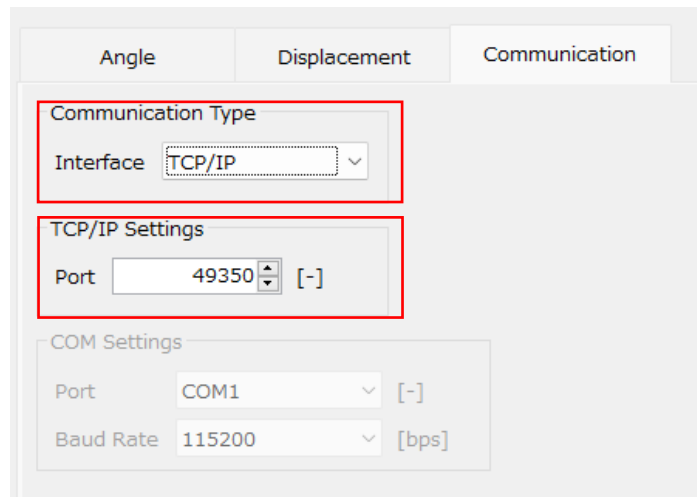 Angle Displacement Communication
Communication Type
Interface TCP/IP
TCP/IP Settings
Port 49350 [-]
COM Settings
Port COM1 [-]
Baud Rate 115200 [bps]